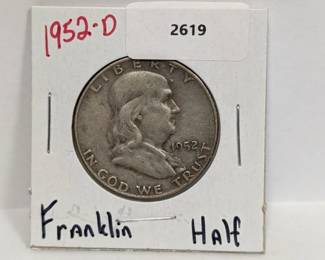 1952-D
2619
LIBERTY
1952
IN GOD WE TRUST
Franklin Half